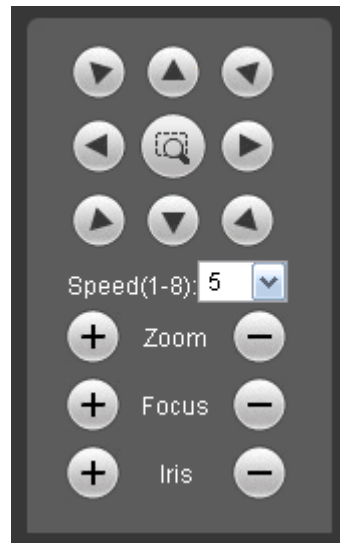 Speed(1-8): 5
+ Zoom −
+ Focus −
+ Iris −